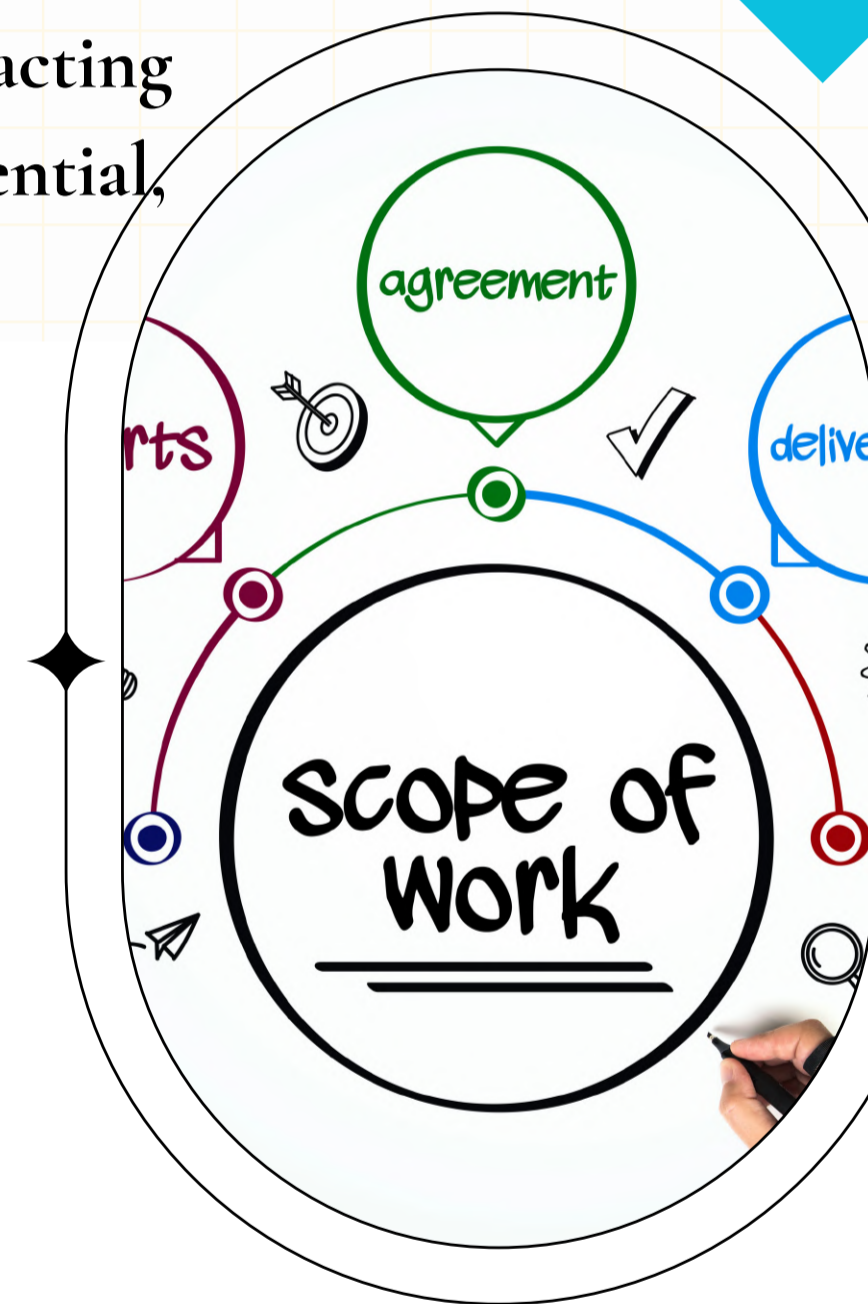 acting
ential,
agreement
rts
delive
scope of
work